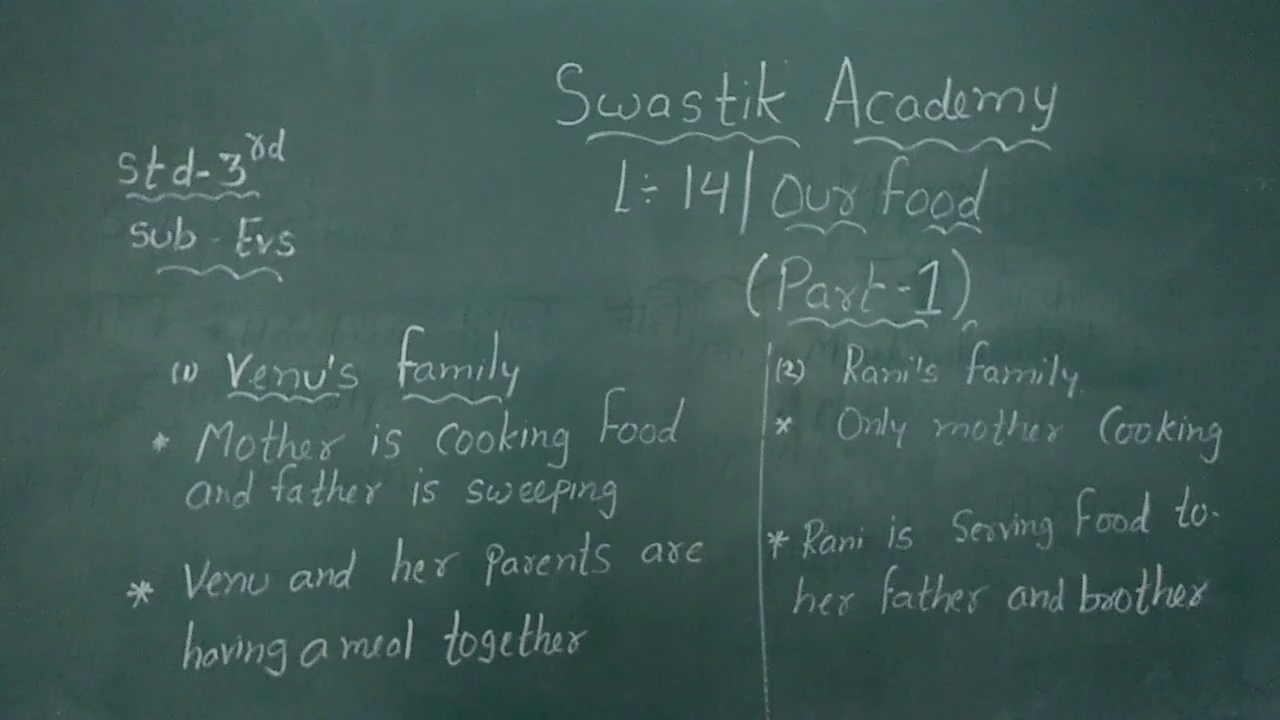 Swastik Academy
Std-3rd
L÷ 14| Our food
Sub - Evs
(Part-1)
(1) Venu's family
* Mother is cooking food
and father is sweeping
* Venu and her parents are
having a meal together
(2) Rani's family.
* Only mother Cooking
* Rani is Serving food to.
her father and brother